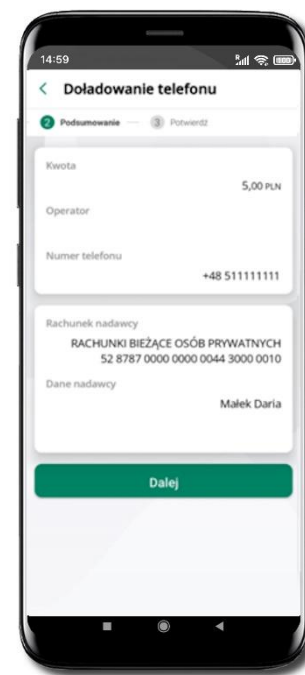 14:59
Doładowanie telefonu
2 Podsumowanie — 3 Potwierdź
Kwota
5,00 PLN
Operator
Numer telefonu
+48 511111111
Rachunek nadawcy
RACHUNKI BIEŻĄCE OSÓB PRYWATNYCH
52 8787 0000 0000 0044 3000 0010
Dane nadawcy
Małek Daria
Dalej